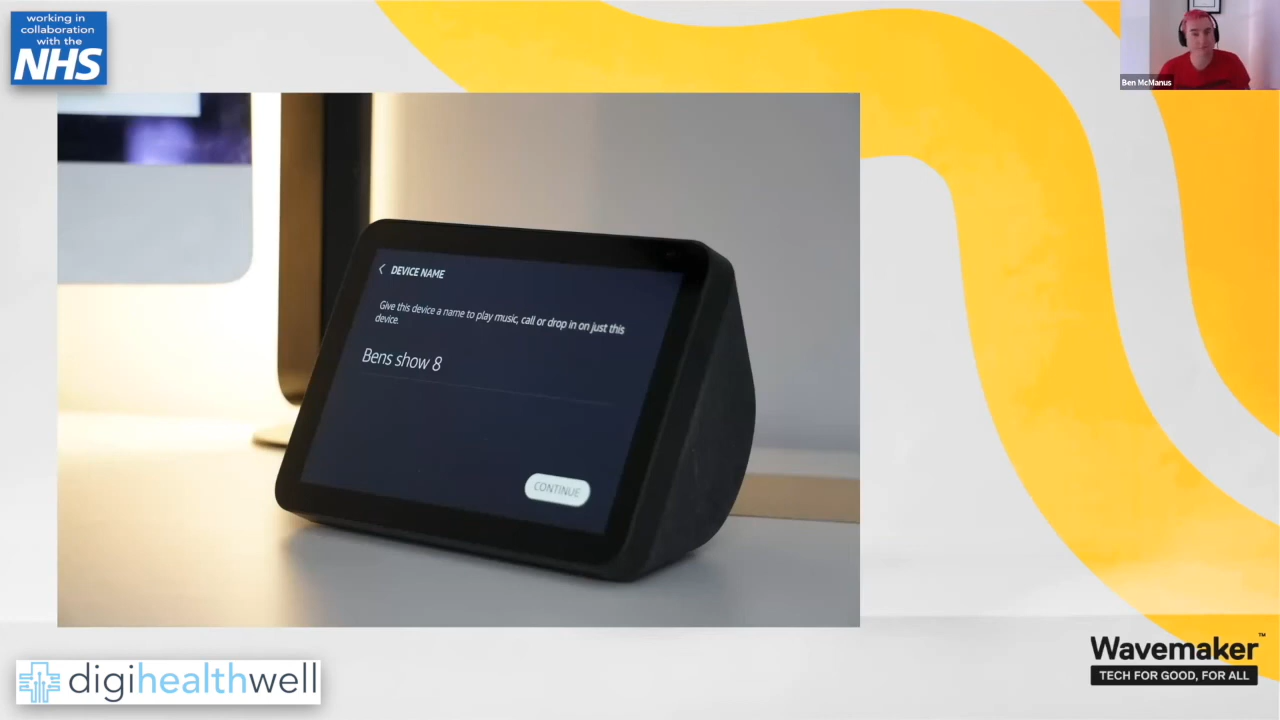 working in
collaboration
with the
NHS
Ben McManus
DEVICE NAME
Give this device a name to play music, call or drop in on just this
device.
Bens show 8
CONTINUE
digihealthwell
Wavemaker™
TECH FOR GOOD, FOR ALL